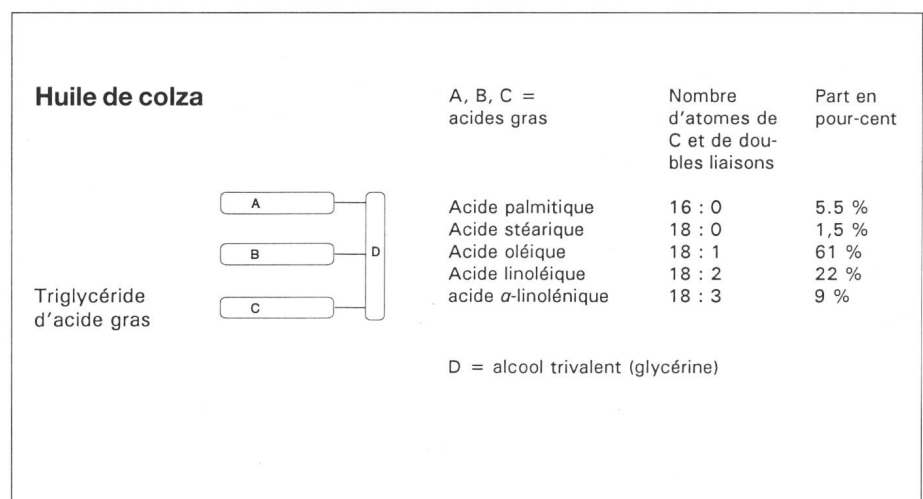 Huile de colza
A, B, C =
acides gras
Nombre
d'atomes de
C et de dou-
bles liaisons
Part en
pour-cent
A
B
C
D
Triglycéride
d'acide gras
Acide palmitique 16 : 0 5.5 %
Acide stéarique 18 : 0 1,5 %
Acide oléique 18 : 1 61 %
Acide linoléique 18 : 2 22 %
acide α-linolénique 18 : 3 9 %
D = alcool trivalent (glycérine)